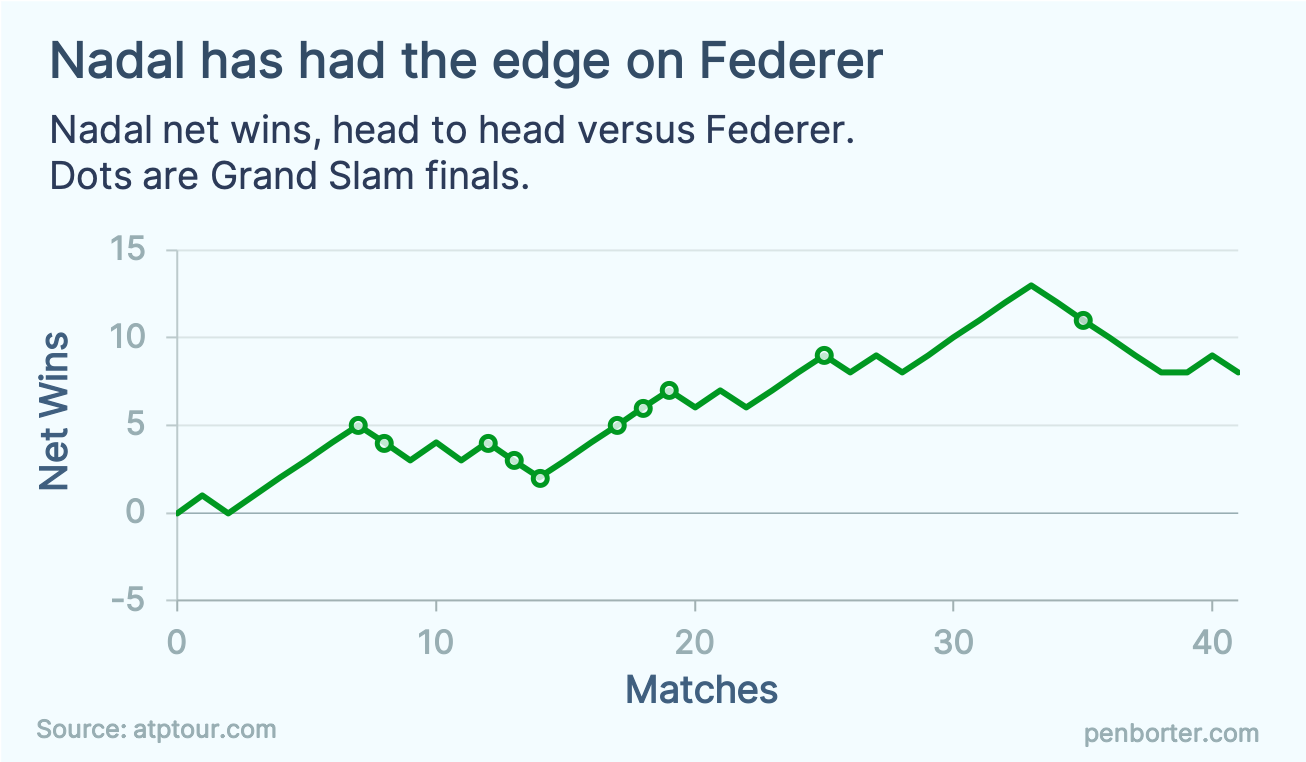 Nadal has had the edge on Federer
Nadal net wins, head to head versus Federer.
Dots are Grand Slam finals.
15
10
5
0
-5
Net Wins
0 10 20 30 40
Matches
Source: atptour.com
penborter.com